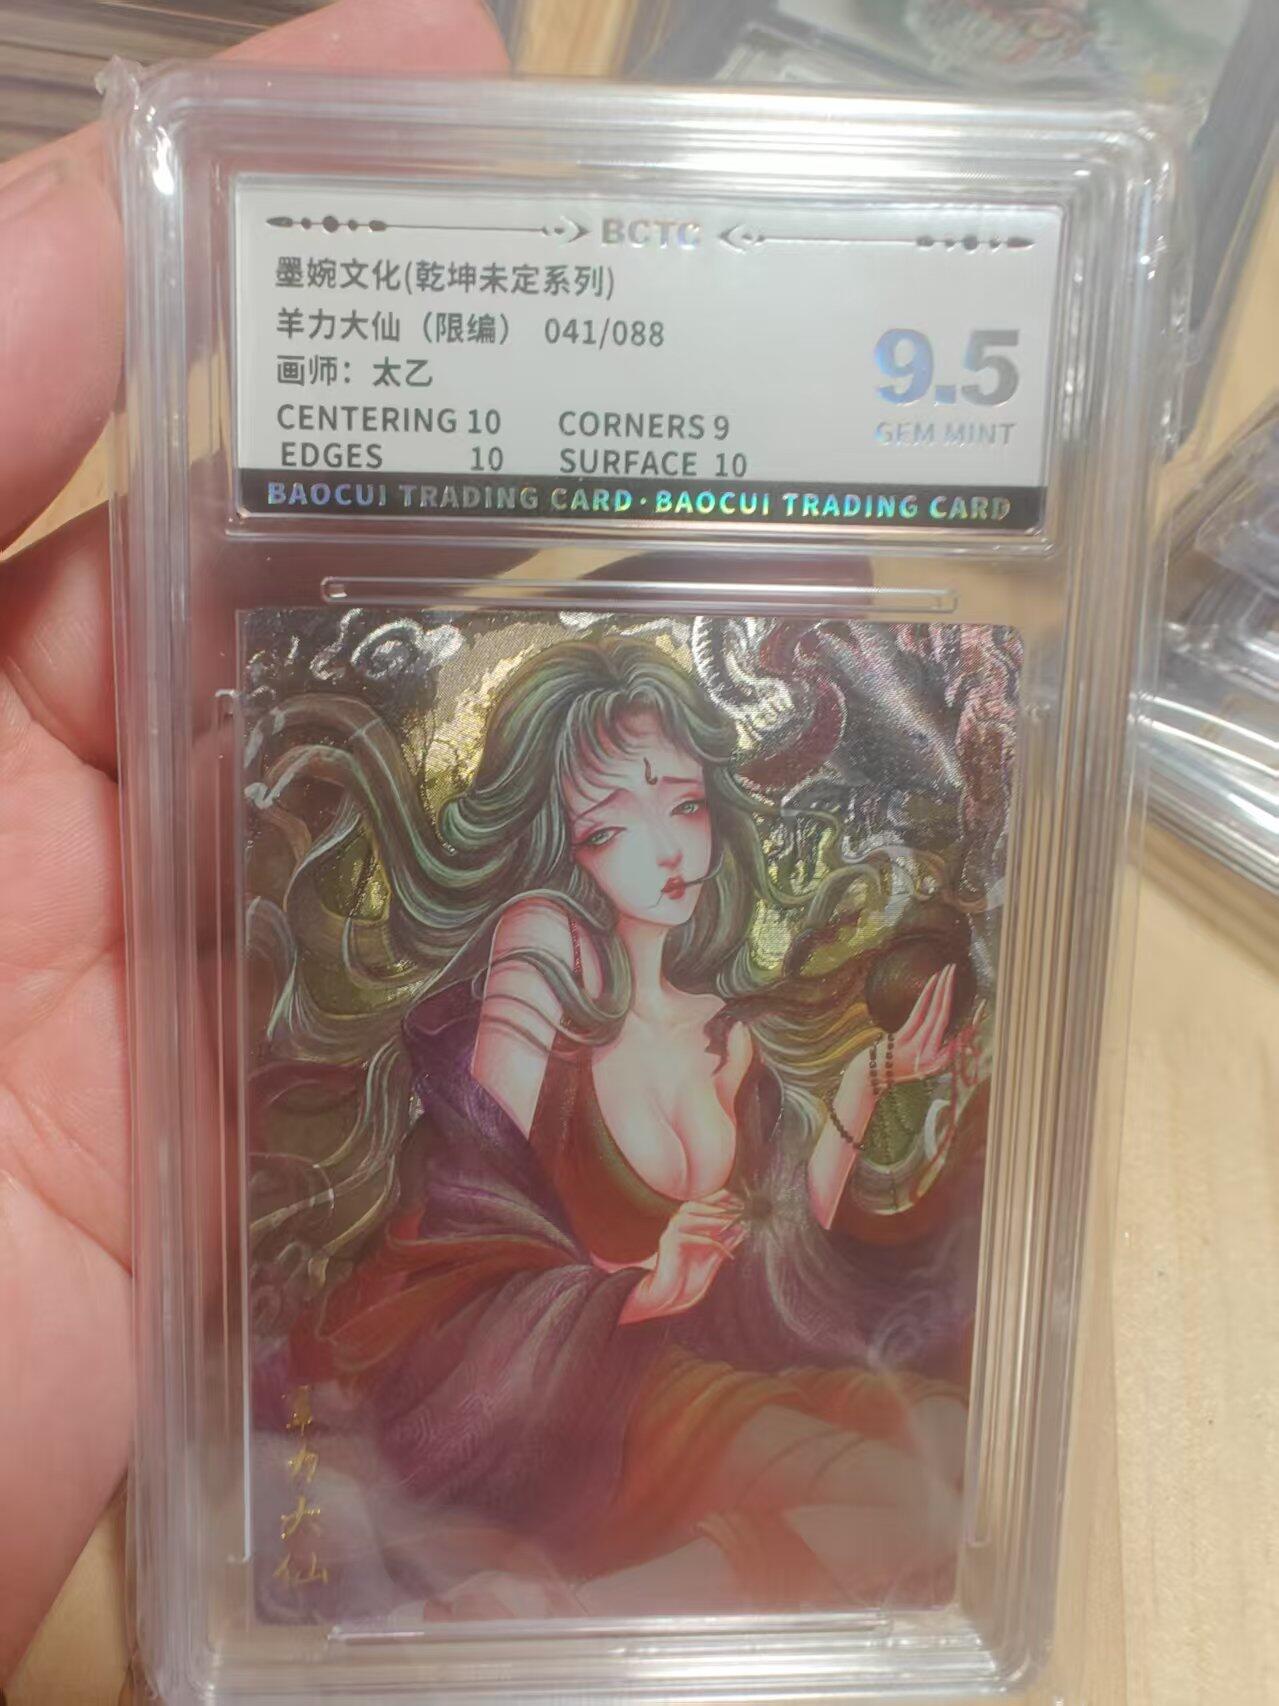 BCTC
墨婉文化(乾坤未定系列)
羊力大仙（限编） 041/088
画师：太乙
CENTERING 10 CORNERS 9
EDGES 10 SURFACE 10
9.5
GEM MINT
BAOCUI TRADING CARD·BAOCUI TRADING CARD
羊力大仙